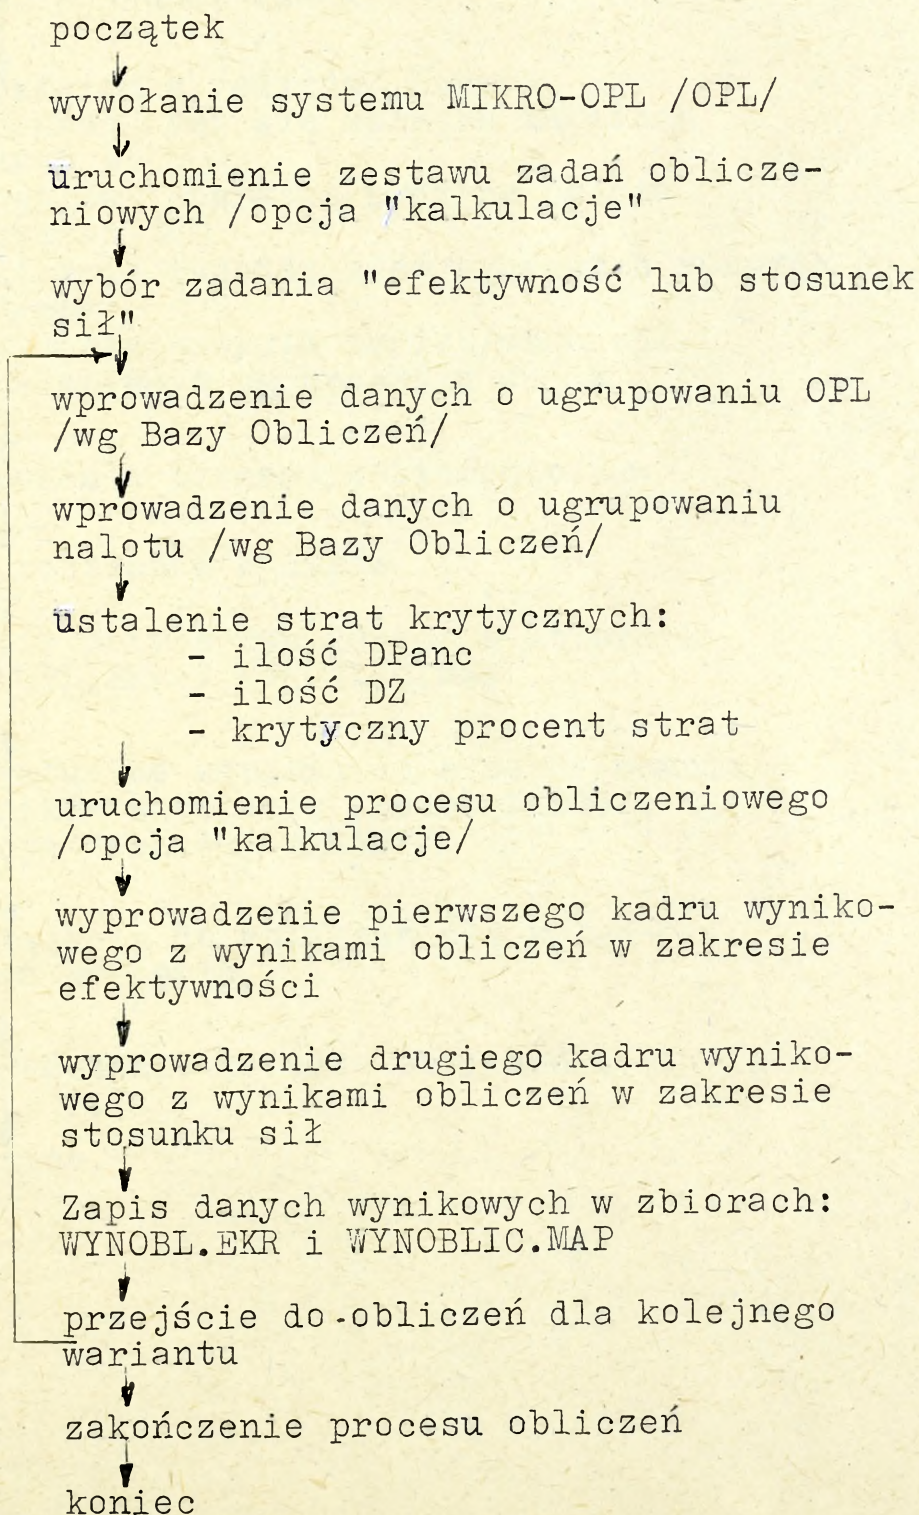 początek
wywołanie systemu MIKRO-OPL /OPL/
uruchomienie zestawu zadań oblicze-
niowych /opcja "kalkulacje"
wybór zadania "efektywność lub stosunek
sił"
wprowadzenie danych o ugrupowaniu OPL
/wg Bazy Obliczeń/
wprowadzenie danych o ugrupowaniu
nalotu /wg Bazy Obliczeń/
ustalenie strat krytycznych:
- ilość DPanc
- ilość DZ
- krytyczny procent strat
uruchomienie procesu obliczeniowego
/opcja "kalkulacje/
wyprowadzenie pierwszego kadru wyniko-
wego z wynikami obliczeń w zakresie
efektywności
wyprowadzenie drugiego kadru wyniko-
wego z wynikami obliczeń w zakresie
stosunku sił
Zapis danych wynikowych w zbiorach:
WYNOBL.EKR i WYNOBLIC.MAP
przejście do obliczeń dla kolejnego
wariantu
zakończenie procesu obliczeń
koniec